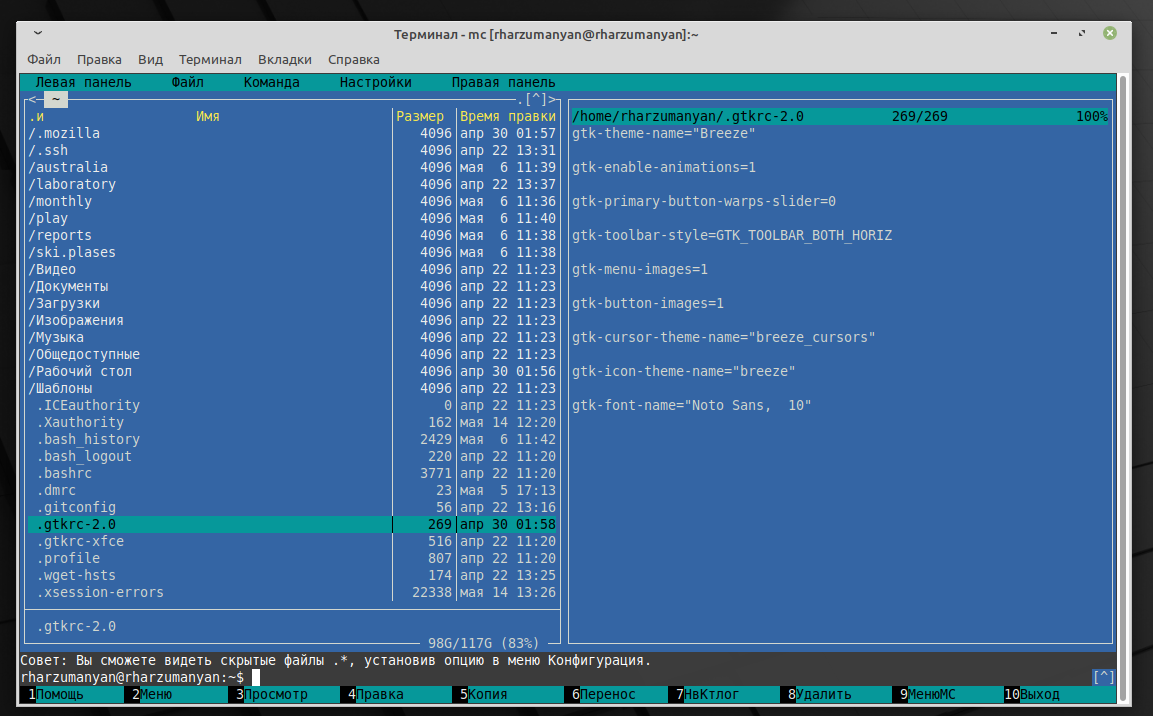 Терминал - mc [rharzumanyan@rharzumanyan]:~
Файл Правка Вид Терминал Вкладки Справка
Левая панель Файл Команда Настройки Правая панель
<- ~ .[^]>
.и Имя Размер Время правки
/.mozilla 4096 апр 30 01:57
/.ssh 4096 апр 22 13:31
/australia 4096 мая 6 11:39
/laboratory 4096 апр 22 13:37
/monthly 4096 мая 6 11:36
/play 4096 мая 6 11:40
/reports 4096 мая 6 11:38
/ski.plases 4096 мая 6 11:38
/Видео 4096 апр 22 11:23
/Документы 4096 апр 22 11:23
/Загрузки 4096 апр 22 11:23
/Изображения 4096 апр 22 11:23
/Музыка 4096 апр 22 11:23
/Общедоступные 4096 апр 22 11:23
/Рабочий стол 4096 апр 30 01:56
/Шаблоны 4096 апр 22 11:23
.ICEauthority 0 апр 22 11:23
.Xauthority 162 мая 14 12:20
.bash_history 2429 мая 6 11:42
.bash_logout 220 апр 22 11:20
.bashrc 3771 апр 22 11:20
.dmrc 23 мая 5 17:13
.gitconfig 56 апр 22 13:16
.gtkrc-2.0 269 апр 30 01:58
.gtkrc-xfce 516 апр 22 11:20
.profile 807 апр 22 11:20
.wget-hsts 174 апр 22 13:25
.xsession-errors 22338 мая 14 13:26
.gtkrc-2.0
98G/117G (83%)
/home/rharzumanyan/.gtkrc-2.0 269/269 100%
gtk-theme-name="Breeze"
gtk-enable-animations=1
gtk-primary-button-warps-slider=0
gtk-toolbar-style=GTK_TOOLBAR_BOTH_HORIZ
gtk-menu-images=1
gtk-button-images=1
gtk-cursor-theme-name="breeze_cursors"
gtk-icon-theme-name="breeze"
gtk-font-name="Noto Sans,  10"
Совет: Вы сможете видеть скрытые файлы .*, установив опцию в меню Конфигурация.
rharzumanyan@rharzumanyan:~$ [^]
1Помощь 2Меню 3Просмотр 4Правка 5Копия 6Перенос 7НвКтлог 8Удалить 9МенюMC 10Выход